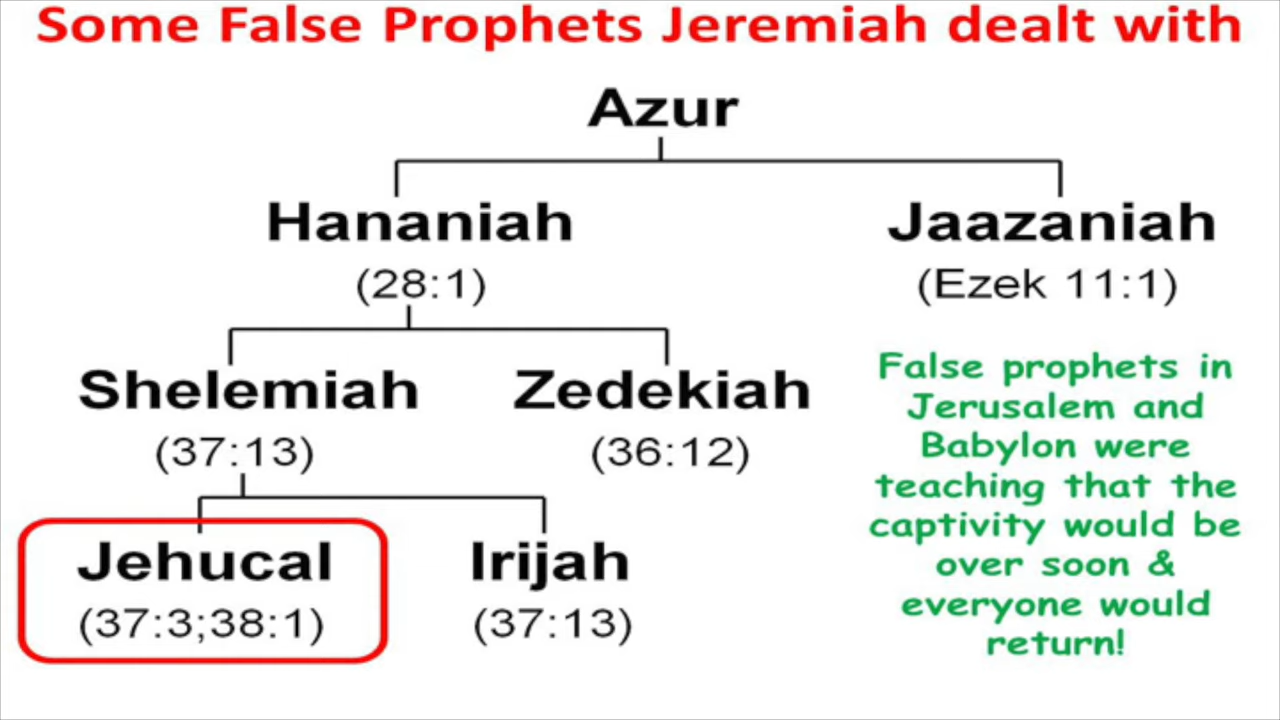 Some False Prophets Jeremiah dealt with
Azur
Hananiah
(28:1)
Jaazaniah
(Ezek 11:1)
Shelemiah
(37:13)
Zedekiah
(36:12)
Jehucal
(37:3;38:1)
Irijah
(37:13)
False prophets in
Jerusalem and
Babylon were
teaching that the
captivity would be
over soon &
everyone would
return!